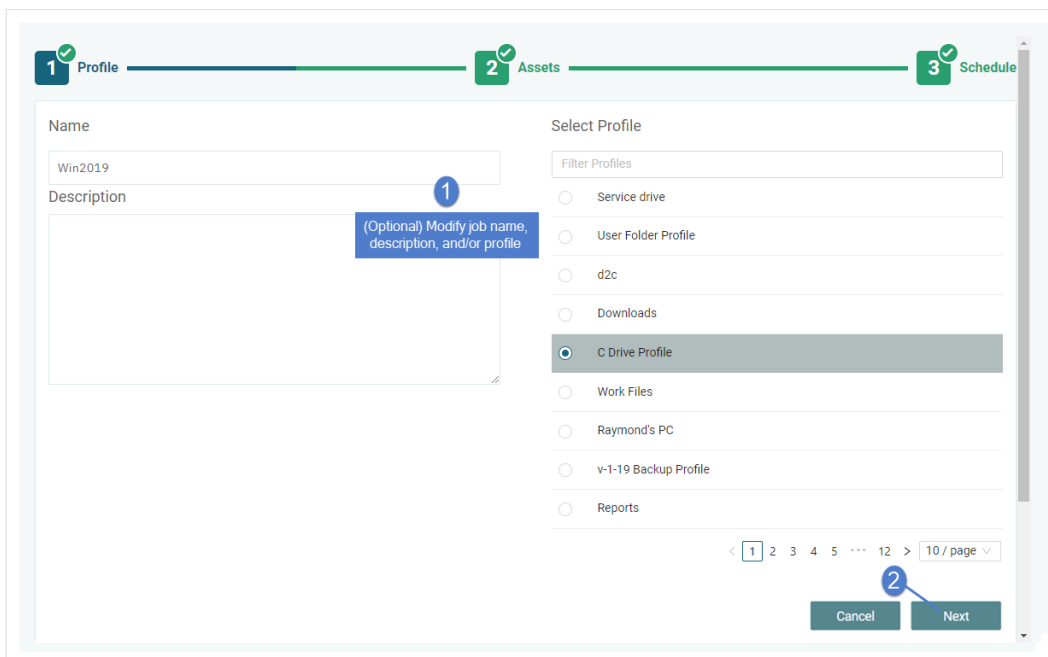 1 Profile
2 Assets
3 Schedule
Name
Win2019
Description
1
(Optional) Modify job name,
description, and/or profile
Select Profile
Filter Profiles
Service drive
User Folder Profile
d2c
Downloads
C Drive Profile
Work Files
Raymond's PC
v-1-19 Backup Profile
Reports
< 1 2 3 4 5 ··· 12 > 10 / page
2
Cancel
Next